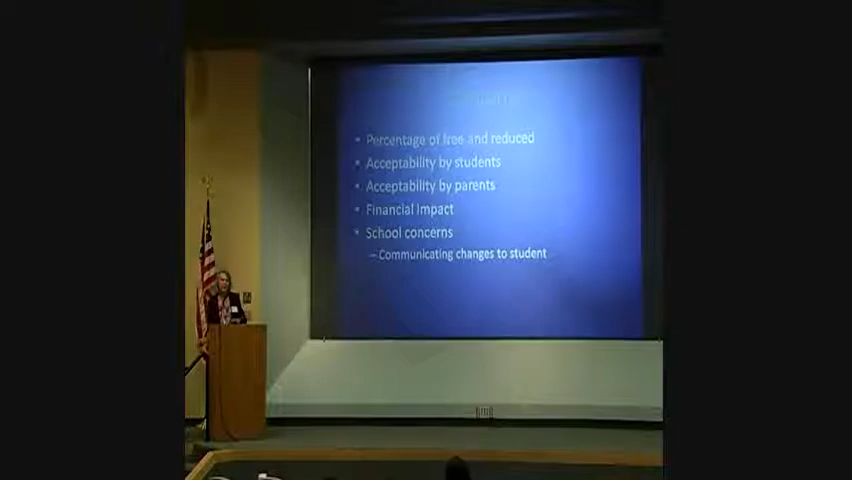 • Percentage of free and reduced
• Acceptability by students
• Acceptability by parents
• Financial Impact
• School concerns
– Communicating changes to student